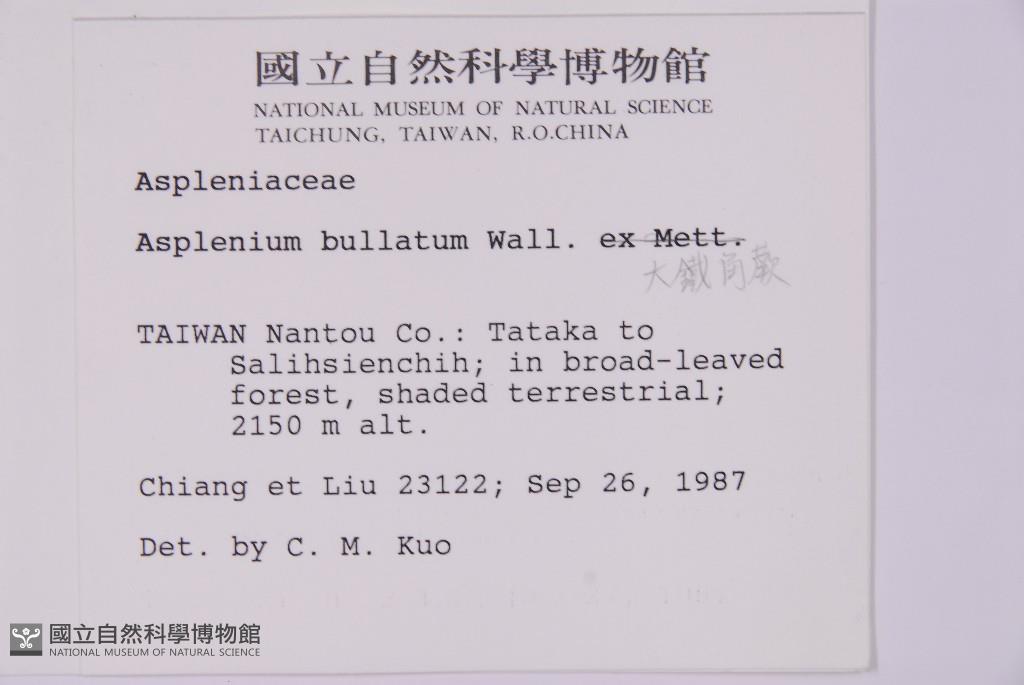 國立自然科學博物館
NATIONAL MUSEUM OF NATURAL SCIENCE
TAICHUNG, TAIWAN, R.O.CHINA
Aspleniaceae
Asplenium bullatum Wall. ex Mett.
大鐵角蕨
TAIWAN Nantou Co.: Tataka to
Salihsienchih; in broad-leaved
forest, shaded terrestrial;
2150 m alt.
Chiang et Liu 23122; Sep 26, 1987
Det. by C. M. Kuo
國立自然科學博物館
NATIONAL MUSEUM OF NATURAL SCIENCE